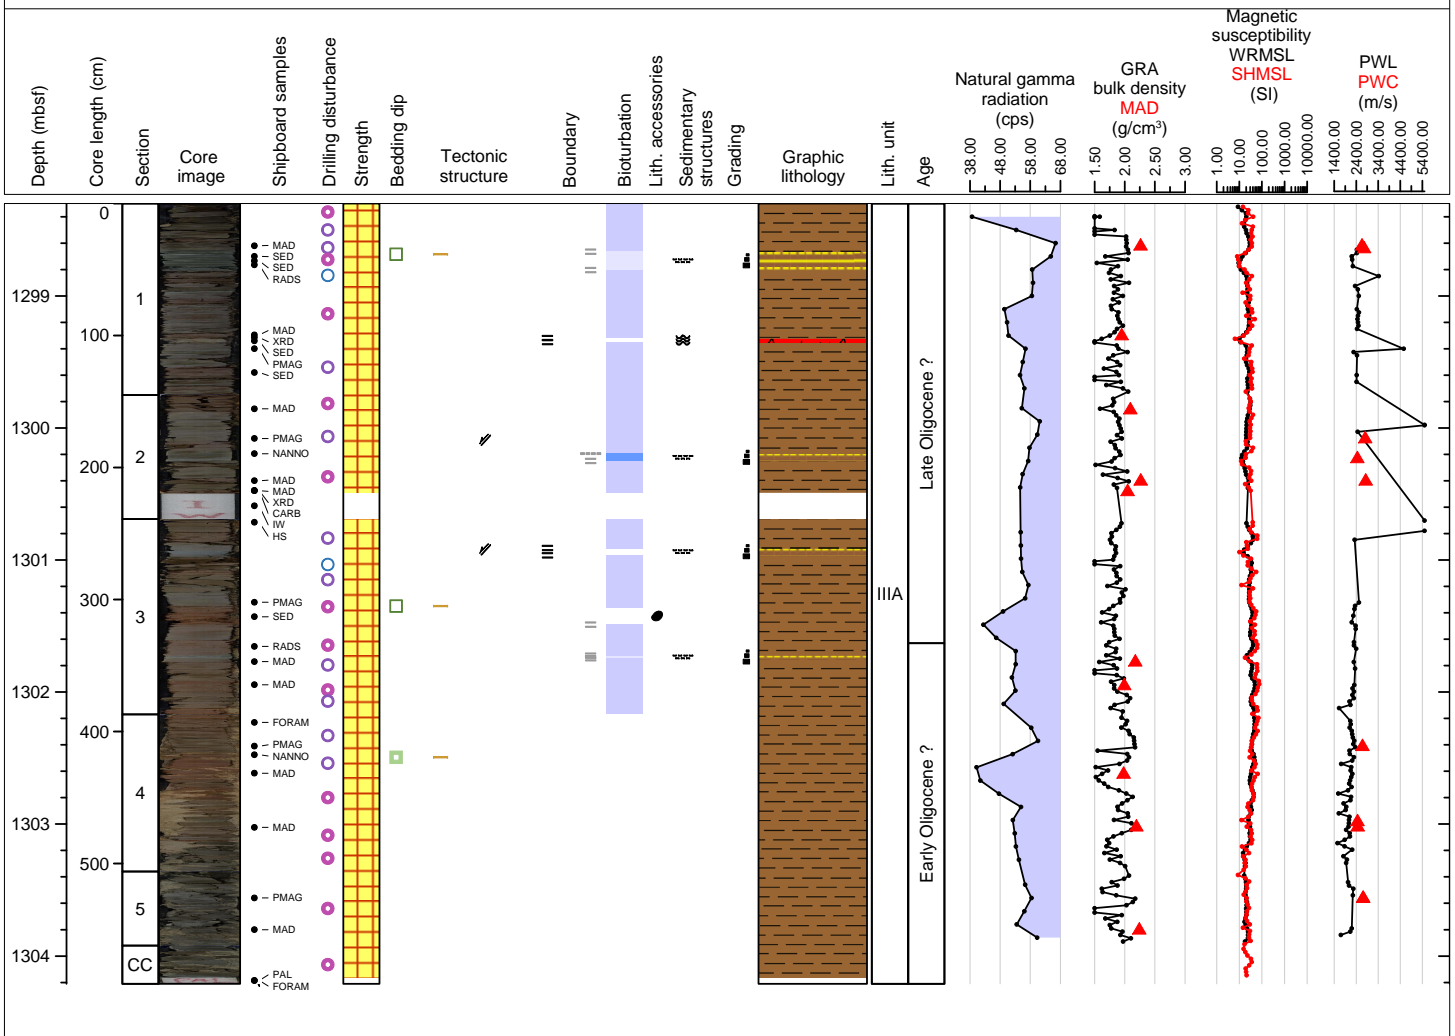 Depth (mbsf)
Core length (cm)
Section
Core
image
Shipboard samples
Drilling disturbance
Strength
Bedding dip
Tectonic
structure
Boundary
Bioturbation
Lith. accessories
Sedimentary
structures
Grading
Graphic
lithology
Lith. unit
Age
Natural gamma
radiation
(cps)
38.00
48.00
58.00
68.00
GRA
bulk density
MAD
(g/cm³)
1.50
2.00
2.50
3.00
Magnetic
susceptibility
WRMSL
SHMSL
(SI)
1.00
10.00
100.00
1000.00
10000.00
PWL
PWC
(m/s)
1400.00
2400.00
3400.00
4400.00
5400.00
1299
1300
1301
1302
1303
1304
0
100
200
300
400
500
1
2
3
4
5
CC
MAD
SED
SED
RADS
MAD
XRD
SED
PMAG
SED
MAD
PMAG
NANNO
MAD
MAD
XRD
CARB
IW
HS
PMAG
SED
RADS
MAD
MAD
FORAM
PMAG
NANNO
MAD
MAD
PMAG
MAD
PAL
FORAM
IIIA
Late Oligocene ?
Early Oligocene ?